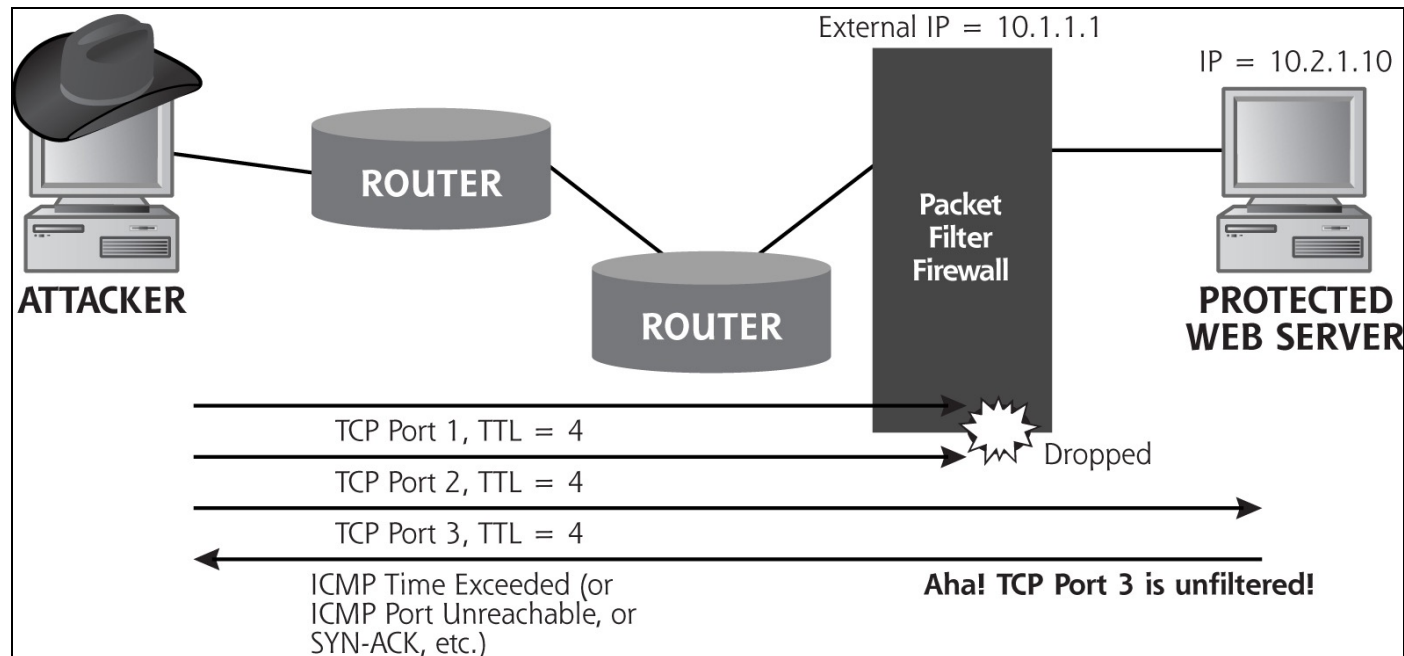 External IP = 10.1.1.1
IP = 10.2.1.10
ROUTER
Packet
Filter
Firewall
ATTACKER
ROUTER
PROTECTED
WEB SERVER
TCP Port 1, TTL = 4
Dropped
TCP Port 2, TTL = 4
TCP Port 3, TTL = 4
ICMP Time Exceeded (or
ICMP Port Unreachable, or
SYN-ACK, etc.)
Aha! TCP Port 3 is unfiltered!